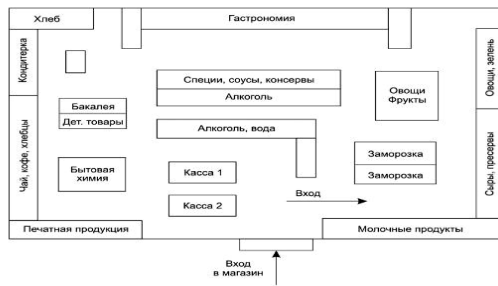 Хлеб
Гастрономия
Кондитерка
Овощи, зелень
Специи, соусы, консервы
Алкоголь
Овощи
Фрукты
Бакалея
Дет. товары
Алкоголь, вода
Чай, кофе, хлебцы
Сыры, пресервы
Бытовая
химия
Касса 1
Заморозка
Заморозка
Касса 2
Вход
Печатная продукция
Молочные продукты
Вход
в магазин